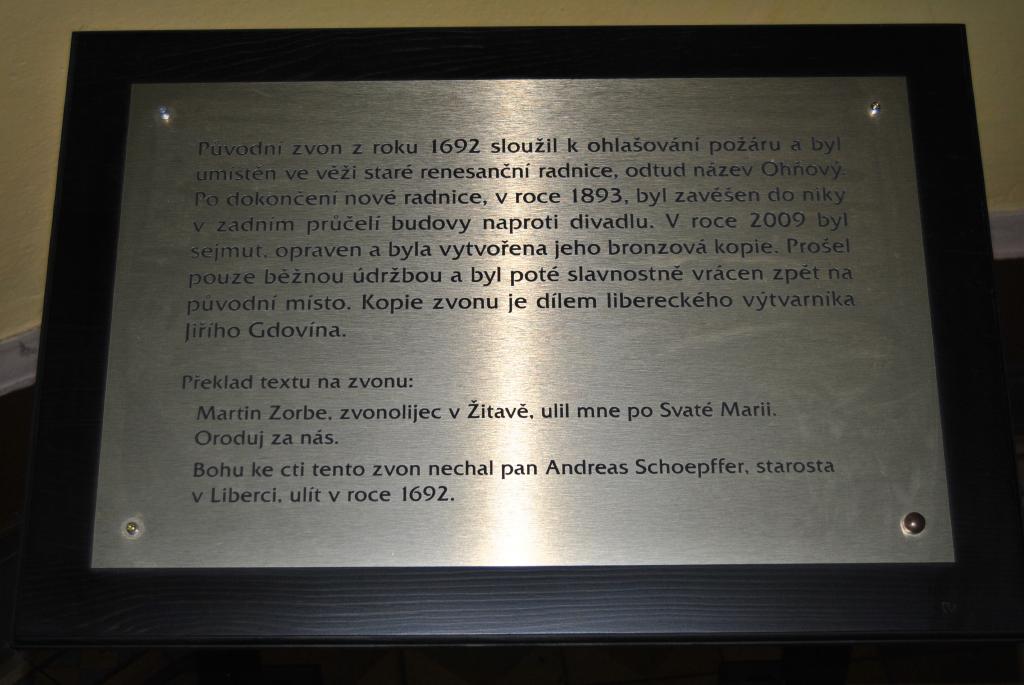 Původní zvon z roku 1692 sloužil k ohlašování požáru a byl
umístěn ve věži staré renesanční radnice, odtud název Ohňový.
Po dokončení nové radnice, v roce 1893, byl zavěšen do niky
v zadním průčelí budovy naproti divadlu. V roce 2009 byl
sejmut, opraven a byla vytvořena jeho bronzová kopie. Prošel
pouze běžnou údržbou a byl poté slavnostně vrácen zpět na
původní místo. Kopie zvonu je dílem libereckého výtvarníka
Jiřího Gdovína.
Překlad textu na zvonu:
Martin Zorbe, zvonolijec v Žitavě, ulil mne po Svaté Marii.
Oroduj za nás.
Bohu ke cti tento zvon nechal pan Andreas Schoepffer, starosta
v Liberci, ulít v roce 1692.